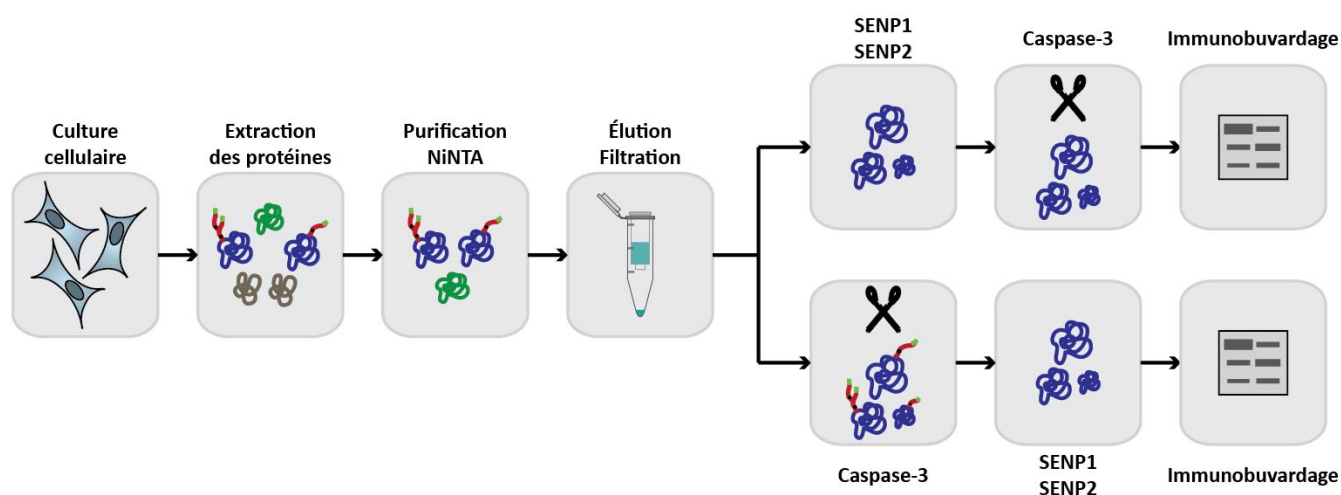 Culture
cellulaire
Extraction
des protéines
Purification
NiNTA
Élution
Filtration
SENP1
SENP2
Caspase-3
Immunobuvardage
Caspase-3
SENP1
SENP2
Immunobuvardage